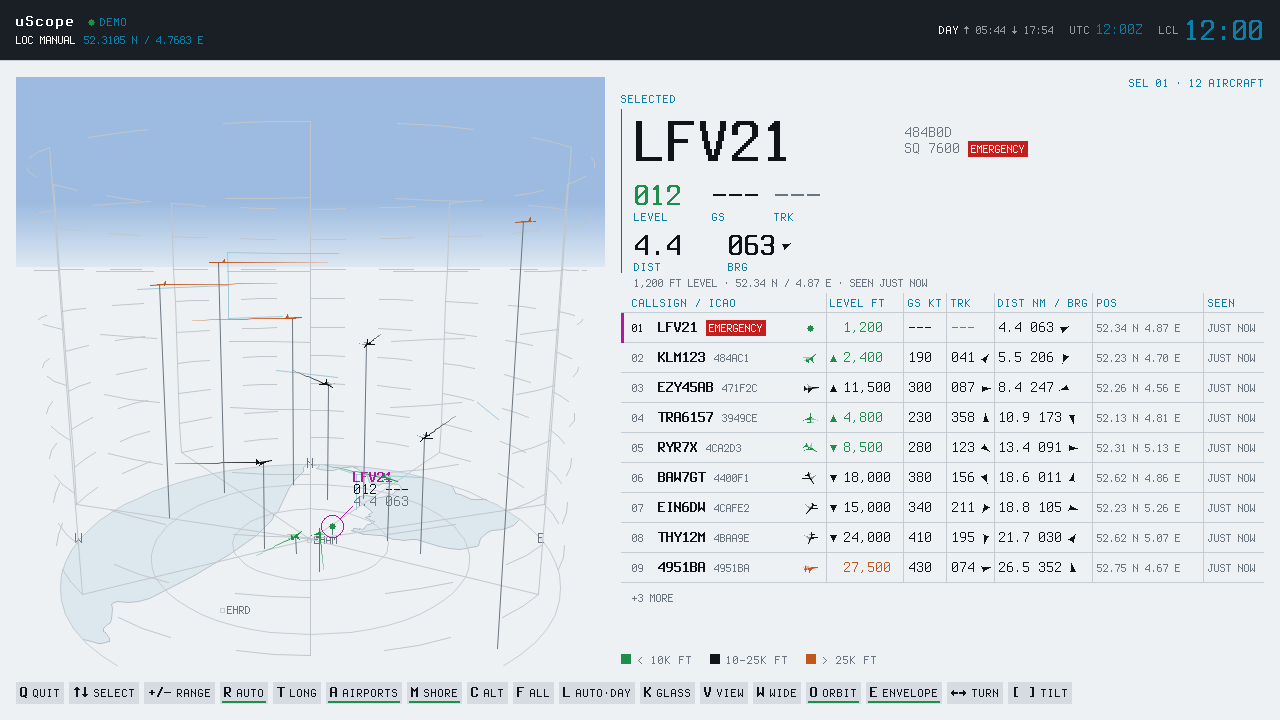 uScope DEMO
LOC MANUAL 52.3105 N / 4.7683 E
DAY ↑ 05:44 ↓ 17:54 UTC 12:00Z LCL 12:00
SEL 01 · 12 AIRCRAFT
SELECTED
LFV21
484B0D
SQ 7600 EMERGENCY
012 --- ---
LEVEL GS TRK
4.4 063
DIST BRG
1,200 FT LEVEL · 52.34 N / 4.87 E · SEEN JUST NOW
CALLSIGN / ICAO LEVEL FT GS KT TRK DIST NM / BRG POS SEEN
01 LFV21 EMERGENCY 1,200 --- --- 4.4 063 52.34 N 4.87 E JUST NOW
02 KLM123 484AC1 ▲ 2,400 190 041 5.5 206 52.23 N 4.70 E JUST NOW
03 EZY45AB 471F2C ▲ 11,500 300 087 8.4 247 52.26 N 4.56 E JUST NOW
04 TRA6157 3949CE ▲ 4,800 230 358 10.9 173 52.13 N 4.81 E JUST NOW
05 RYR7X 4CA2D3 ▼ 8,500 280 123 13.4 091 52.31 N 5.13 E JUST NOW
06 BAW7GT 4400F1 ▼ 18,000 380 156 18.6 011 52.62 N 4.86 E JUST NOW
07 EIN6DW 4CAFE2 ▼ 15,000 340 211 18.8 105 52.23 N 5.26 E JUST NOW
08 THY12M 4BAA9E ▼ 24,000 410 195 21.7 030 52.62 N 5.07 E JUST NOW
09 4951BA 4951BA 27,500 430 074 26.5 352 52.75 N 4.67 E JUST NOW
+3 MORE
< 10K FT 10-25K FT > 25K FT
N
LFV21
012 ---
4.4 063
W
E
EHAM
EHRD
Q QUIT ↑↓ SELECT +/- RANGE R AUTO T LONG A AIRPORTS M SHORE C ALT F ALL L AUTO·DAY K GLASS V VIEW W WIDE O ORBIT E ENVELOPE ↔ TURN [ ] TILT